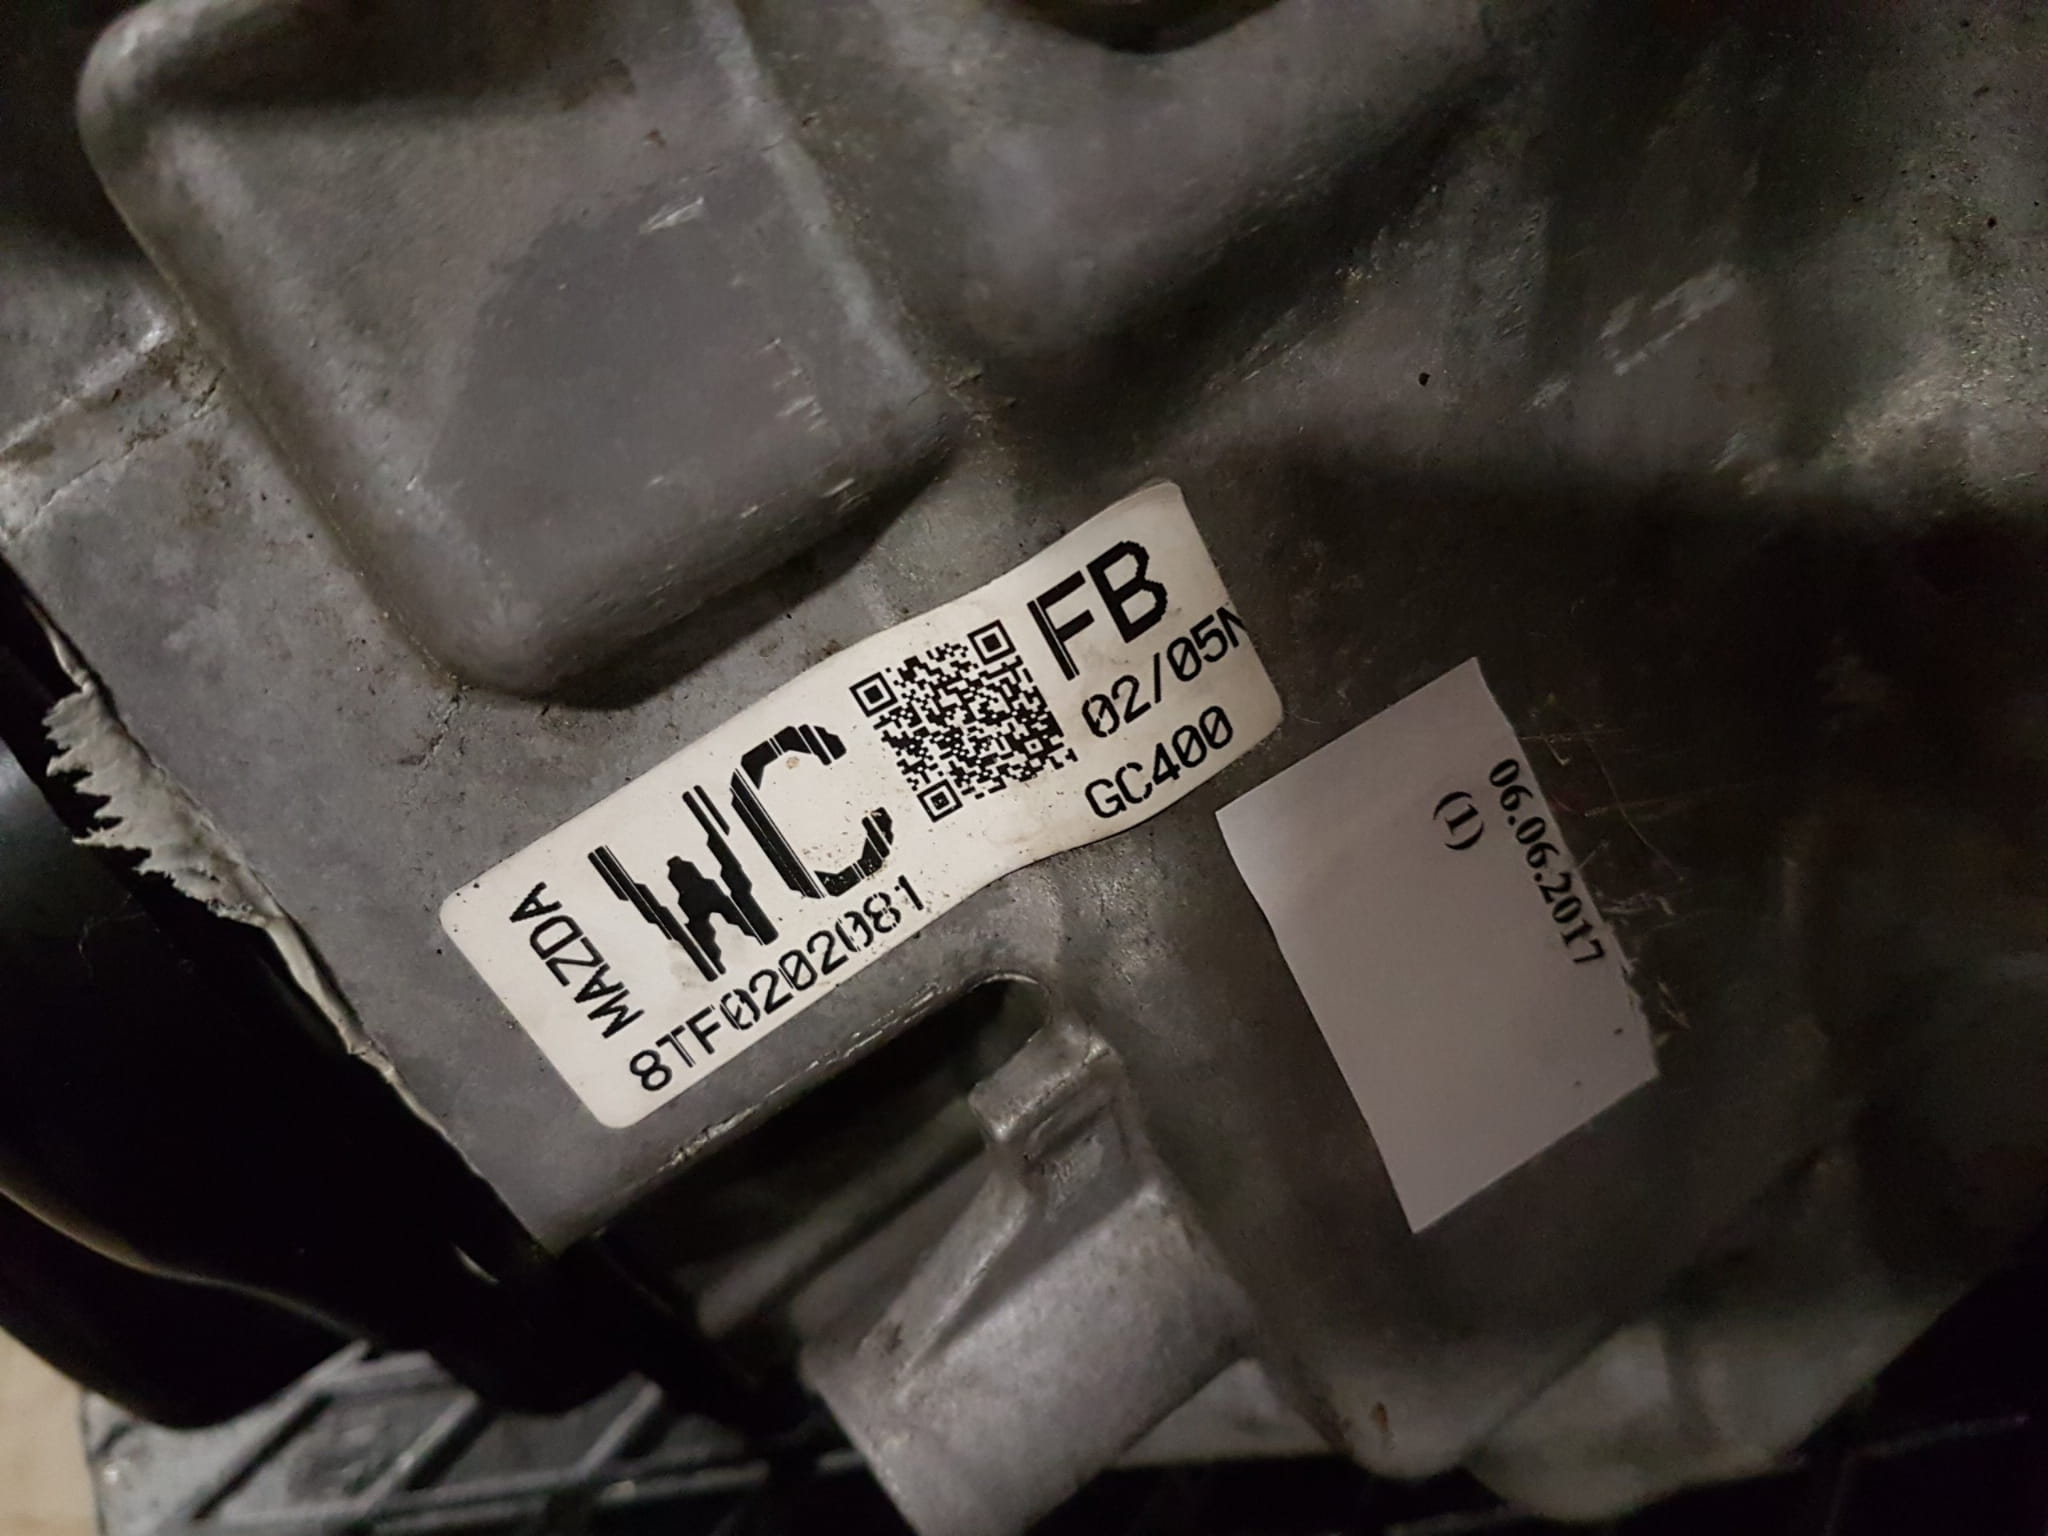 MAZDA
WC
8TF0202081
FB
02/05N
GC400
06.06.2017
(1)